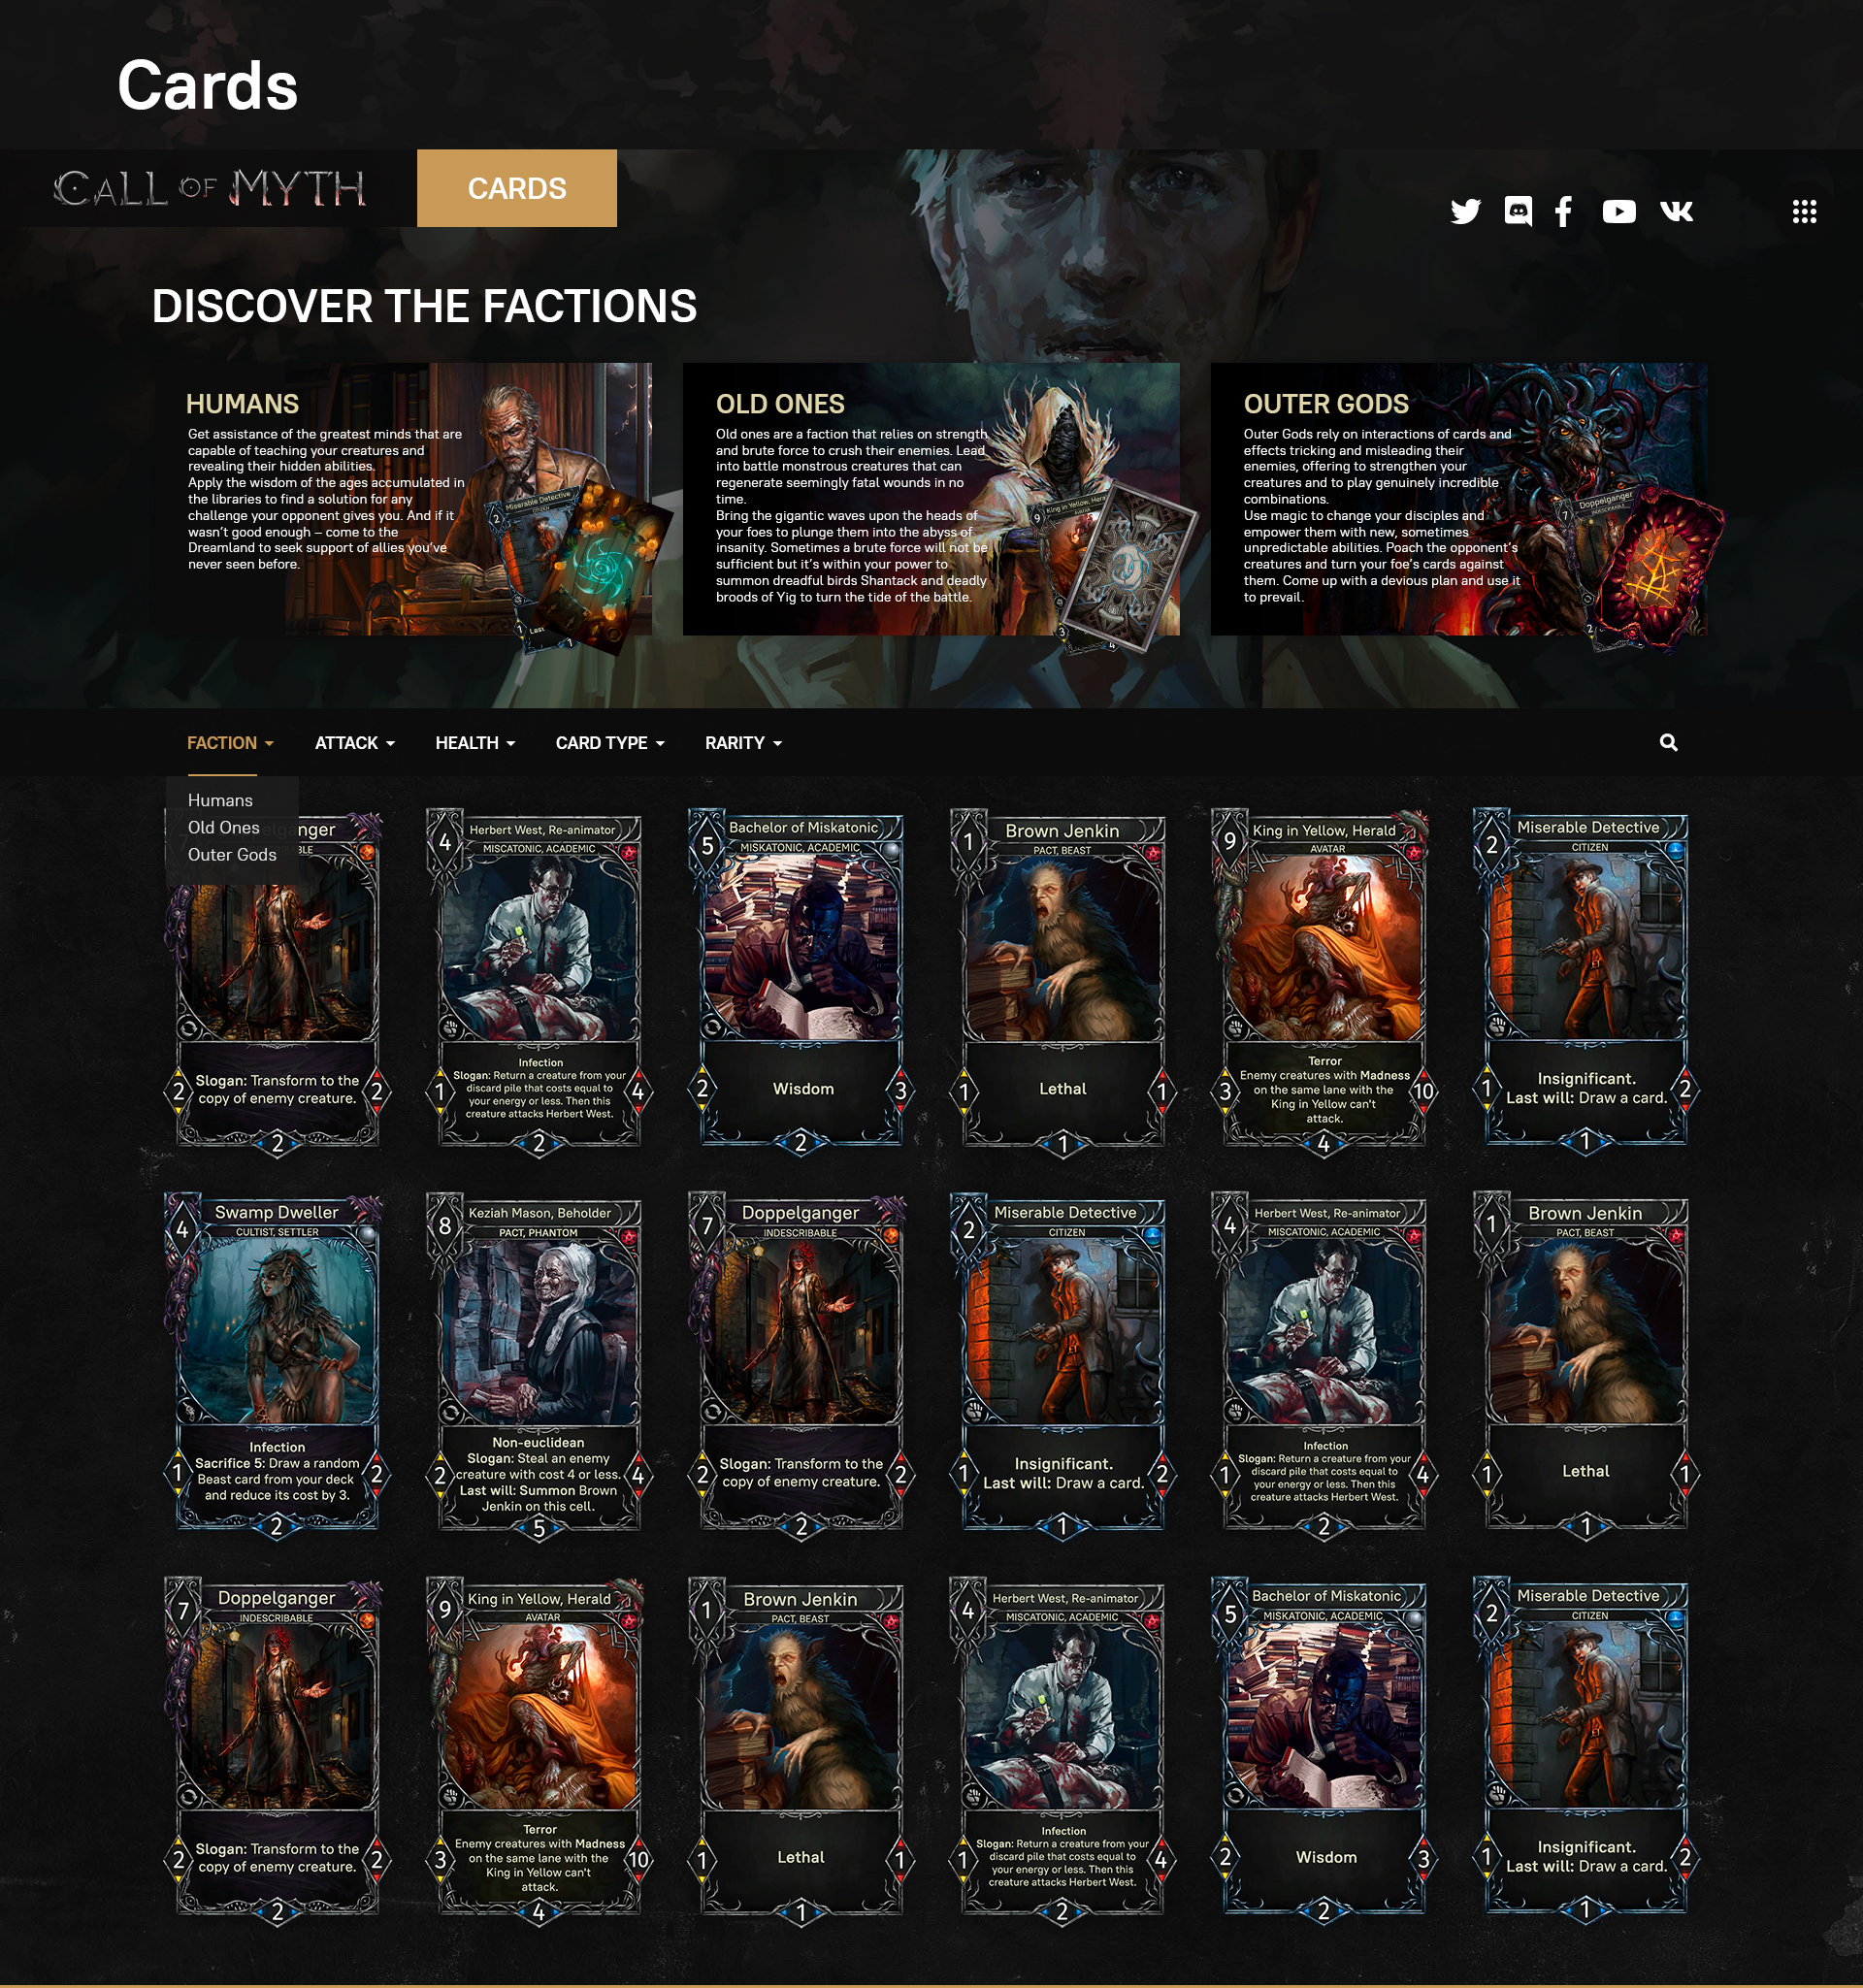 Cards
CALL OF MYTH
CARDS
DISCOVER THE FACTIONS
HUMANS
Get assistance of the greatest minds that are
capable of teaching your creatures and
revealing their hidden abilities.
Apply the wisdom of the ages accumulated in
the libraries to find a solution for any
challenge your opponent gives you. And if it
wasn't good enough – come to the
Dreamland to seek support of allies you've
never seen before.
2
Miserable Detective
CITIZEN
1
Last
1
OLD ONES
Old ones are a faction that relies on strength
and brute force to crush their enemies. Lead
into battle monstrous creatures that can
regenerate seemingly fatal wounds in no
time.
Bring the gigantic waves upon the heads of
your foes to plunge them into the abyss of
insanity. Sometimes a brute force will not be
sufficient but it's within your power to
summon dreadful birds Shantack and deadly
broods of Yig to turn the tide of the battle.
9
King in Yellow, Hera
AVATAR
3
4
OUTER GODS
Outer Gods rely on interactions of cards and
effects tricking and misleading their
enemies, offering to strengthen your
creatures and to play genuinely incredible
combinations.
Use magic to change your disciples and
empower them with new, sometimes
unpredictable abilities. Poach the opponent's
creatures and turn your foe's cards against
them. Come up with a devious plan and use it
to prevail.
7
Doppelganger
INDESCRIBABLE
2
FACTION
ATTACK
HEALTH
CARD TYPE
RARITY
Humans
Old Ones
Outer Gods
anger
BLE
Slogan: Transform to the
copy of enemy creature.
2
2
2
4
Herbert West, Re-animator
MISCATONIC, ACADEMIC
Infection
Slogan: Return a creature from your
discard pile that costs equal to
your energy or less. Then this
creature attacks Herbert West.
1
4
2
5
Bachelor of Miskatonic
MISKATONIC, ACADEMIC
Wisdom
2
3
2
1
Brown Jenkin
PACT, BEAST
Lethal
1
1
1
9
King in Yellow, Herald
AVATAR
Terror
Enemy creatures with Madness
on the same lane with the
King in Yellow can't
attack.
3
10
4
2
Miserable Detective
CITIZEN
Insignificant.
Last will: Draw a card.
1
2
1
4
Swamp Dweller
CULTIST, SETTLER
Infection
Sacrifice 5: Draw a random
Beast card from your deck
and reduce its cost by 3.
1
2
2
8
Keziah Mason, Beholder
PACT, PHANTOM
Non-euclidean
Slogan: Steal an enemy
creature with cost 4 or less.
Last will: Summon Brown
Jenkin on this cell.
2
4
5
7
Doppelganger
INDESCRIBABLE
Slogan: Transform to the
copy of enemy creature.
2
2
2
2
Miserable Detective
CITIZEN
Insignificant.
Last will: Draw a card.
1
2
1
4
Herbert West, Re-animator
MISCATONIC, ACADEMIC
Infection
Slogan: Return a creature from your
discard pile that costs equal to
your energy or less. Then this
creature attacks Herbert West.
1
4
2
1
Brown Jenkin
PACT, BEAST
Lethal
1
1
1
7
Doppelganger
INDESCRIBABLE
Slogan: Transform to the
copy of enemy creature.
2
2
2
9
King in Yellow, Herald
AVATAR
Terror
Enemy creatures with Madness
on the same lane with the
King in Yellow can't
attack.
3
10
4
1
Brown Jenkin
PACT, BEAST
Lethal
1
1
1
4
Herbert West, Re-animator
MISCATONIC, ACADEMIC
Infection
Slogan: Return a creature from your
discard pile that costs equal to
your energy or less. Then this
creature attacks Herbert West.
1
4
2
5
Bachelor of Miskatonic
MISKATONIC, ACADEMIC
Wisdom
2
3
2
2
Miserable Detective
CITIZEN
Insignificant.
Last will: Draw a card.
1
2
1